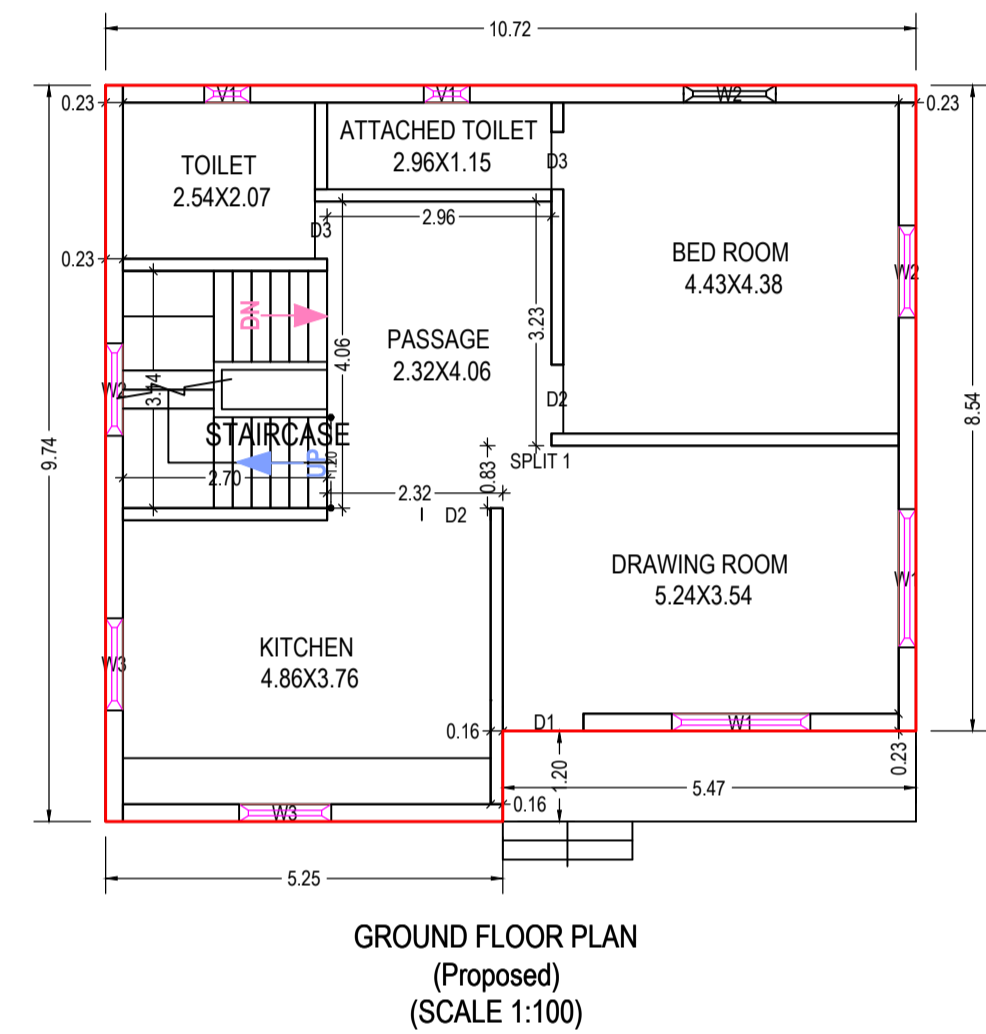 10.72
V1
V1
W2
0.23
0.23
ATTACHED TOILET
2.96X1.15
TOILET
2.54X2.07
D3
2.96
D3
0.23
BED ROOM
4.43X4.38
W2
DN
3.23
PASSAGE
2.32X4.06
4.06
W2
3.44
D2
8.54
9.74
STAIRCASE
UP
1.20
2.70
0.83
SPLIT 1
2.32
D2
DRAWING ROOM
5.24X3.54
W1
KITCHEN
4.86X3.76
W3
0.16
D1
W1
0.23
1.20
5.47
0.16
W3
5.25
GROUND FLOOR PLAN
(Proposed)
(SCALE 1:100)